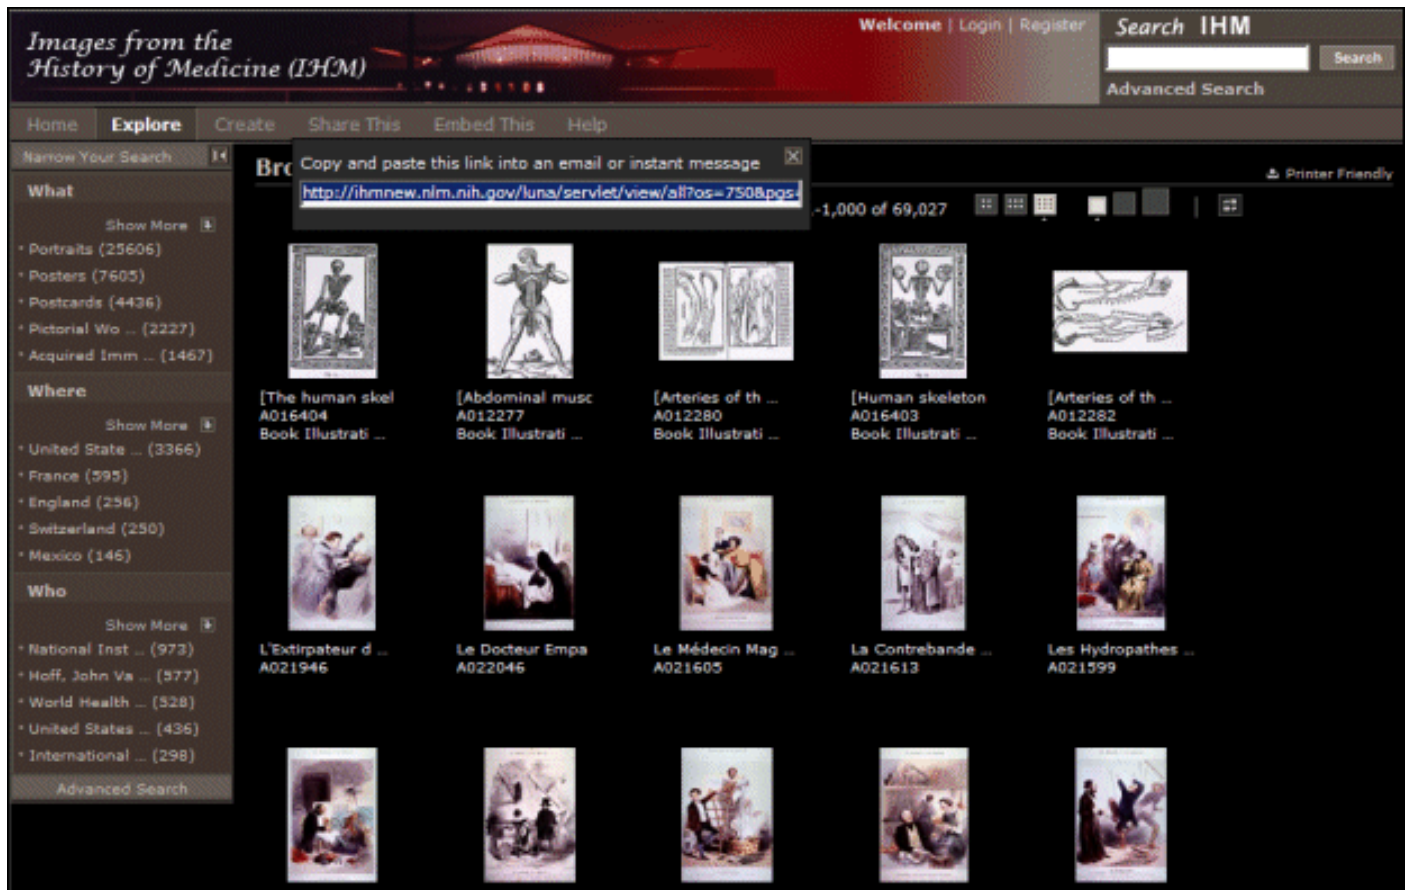 Images from the
History of Medicine (IHM)
Welcome | Login | Register
Search IHM
Search
Advanced Search
Home Explore Create Share This Embed This Help
Narrow Your Search
What
Show More
Portraits (25606)
Posters (7605)
Postcards (4436)
Pictorial Wo ... (2227)
Acquired Imm ... (1467)
Where
Show More
United State ... (3366)
France (595)
England (256)
Switzerland (250)
Mexico (146)
Who
Show More
National Inst ... (973)
Hoff, John Va ... (577)
World Health ... (528)
United States ... (436)
International ... (298)
Advanced Search
Bro
Copy and paste this link into an email or instant message
http://ihmnew.nlm.nih.gov/luna/servlet/view/all?os=750&pgs=
Printer Friendly
-1,000 of 69,027
[The human skel
A016404
Book Illustrati ...
[Abdominal musc
A012277
Book Illustrati ...
[Arteries of th ...
A012280
Book Illustrati ...
[Human skeleton
A016403
Book Illustrati ...
[Arteries of th ...
A012282
Book Illustrati ...
L'Extirpateur d ...
A021946
Le Docteur Empa
A022046
Le Médecin Mag ...
A021605
La Contrebande ...
A021613
Les Hydropathes ...
A021599